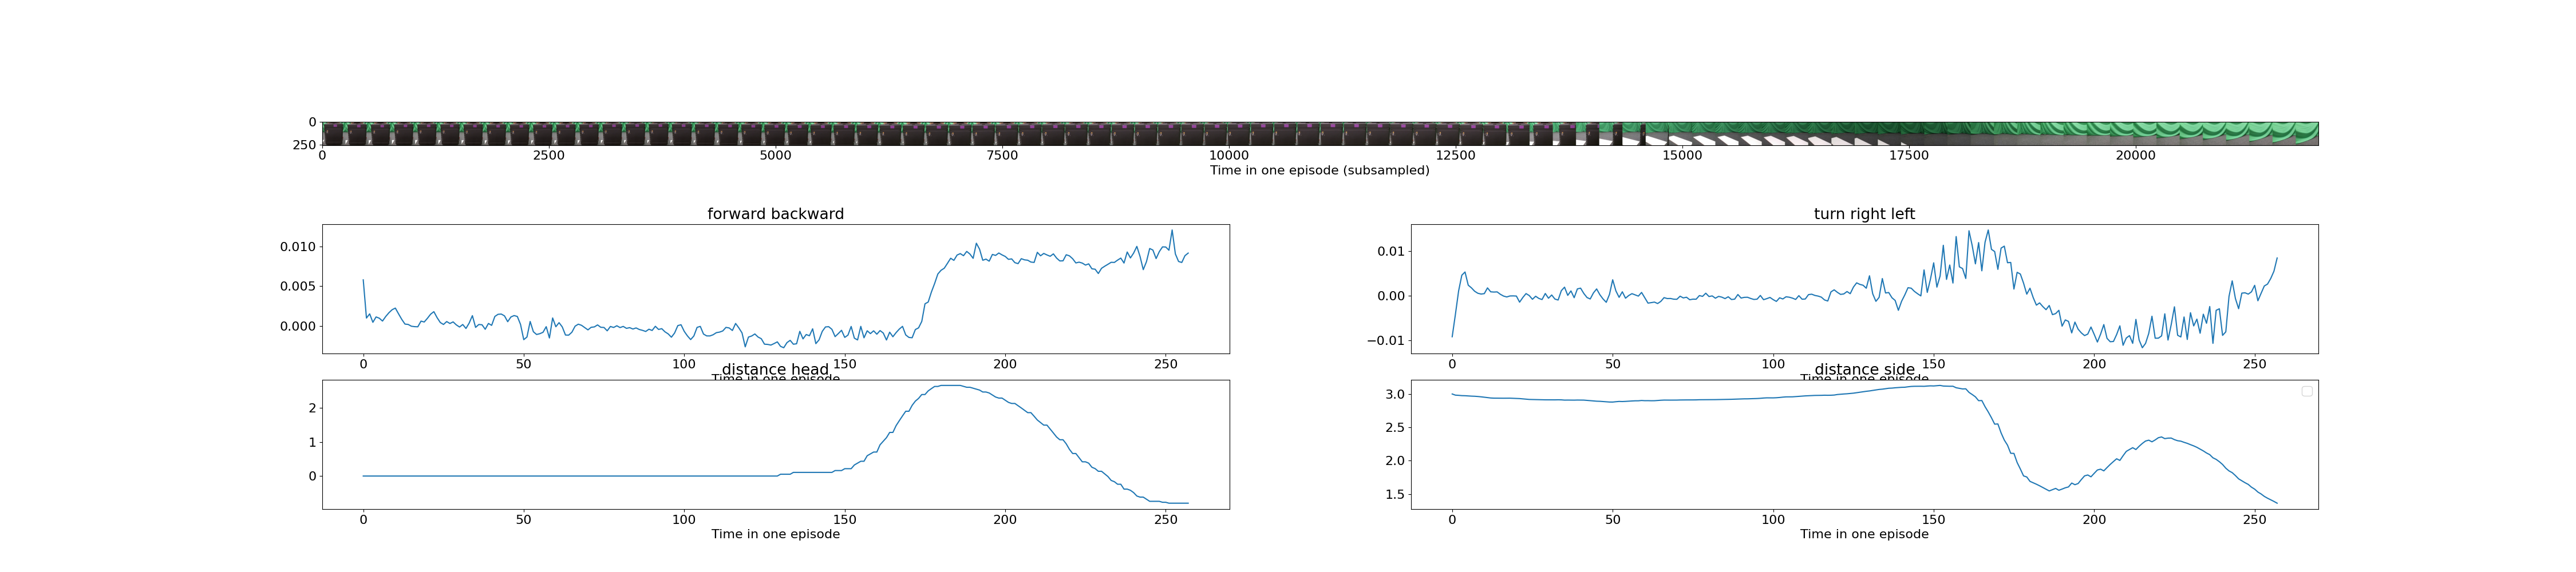 0
250
0 2500 5000 7500 10000 12500 15000 17500 20000
Time in one episode (subsampled)
forward backward
0.010
0.005
0.000
0 50 100 150 200 250
Time in one episode
turn right left
0.01
0.00
−0.01
0 50 100 150 200 250
Time in one episode
distance head
2
1
0
0 50 100 150 200 250
Time in one episode
distance side
3.0
2.5
2.0
1.5
0 50 100 150 200 250
Time in one episode